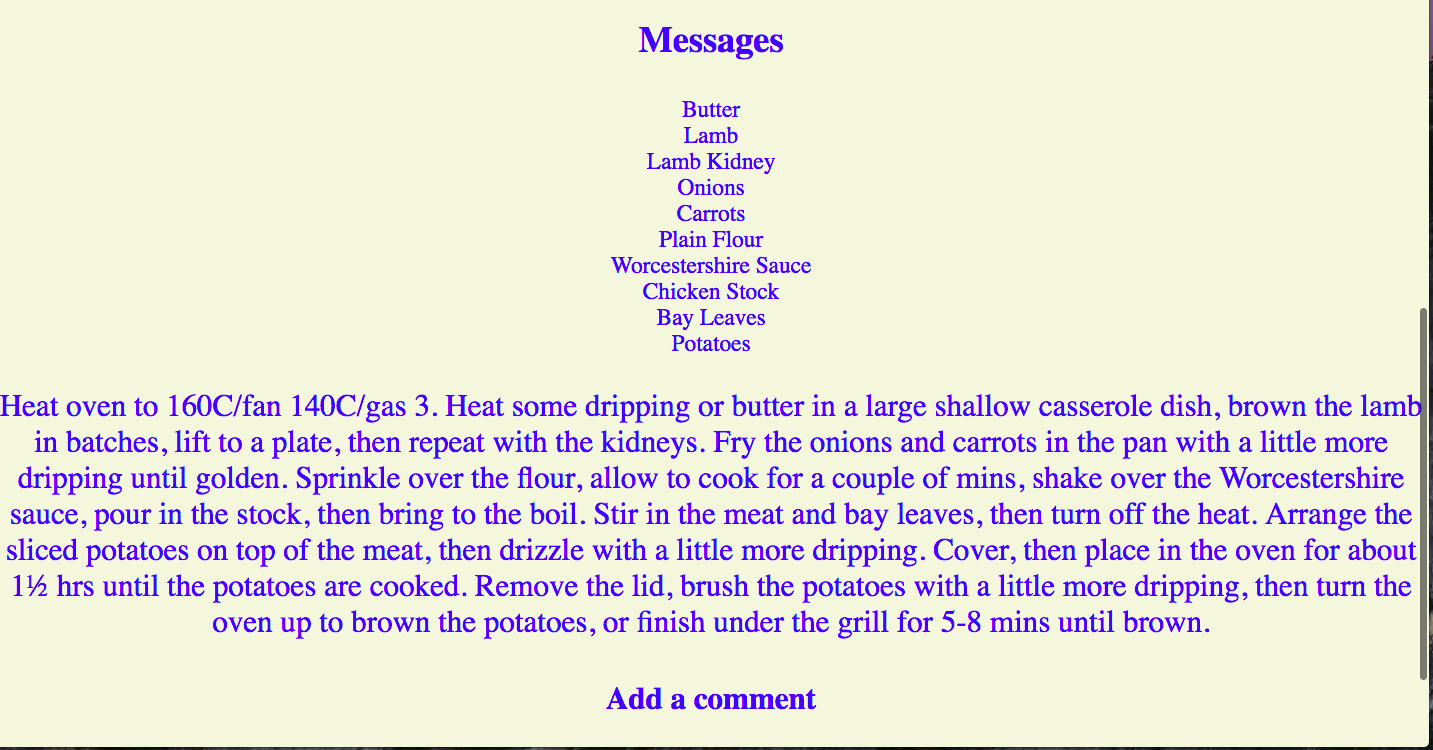 Messages
Butter
Lamb
Lamb Kidney
Onions
Carrots
Plain Flour
Worcestershire Sauce
Chicken Stock
Bay Leaves
Potatoes
Heat oven to 160C/fan 140C/gas 3. Heat some dripping or butter in a large shallow casserole dish, brown the lamb
in batches, lift to a plate, then repeat with the kidneys. Fry the onions and carrots in the pan with a little more
dripping until golden. Sprinkle over the flour, allow to cook for a couple of mins, shake over the Worcestershire
sauce, pour in the stock, then bring to the boil. Stir in the meat and bay leaves, then turn off the heat. Arrange the
sliced potatoes on top of the meat, then drizzle with a little more dripping. Cover, then place in the oven for about
1½ hrs until the potatoes are cooked. Remove the lid, brush the potatoes with a little more dripping, then turn the
oven up to brown the potatoes, or finish under the grill for 5-8 mins until brown.
Add a comment